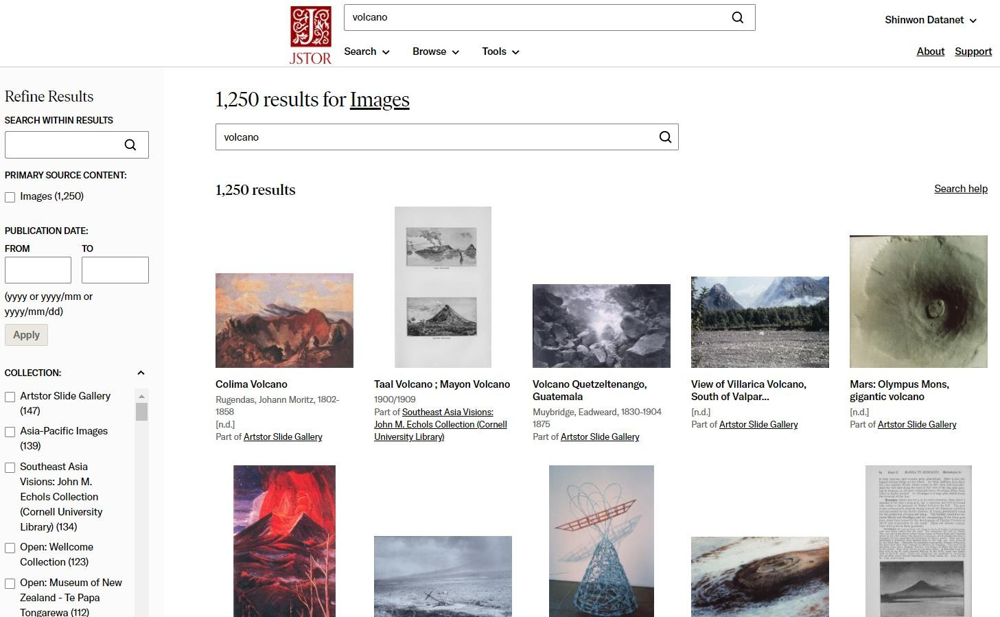 volcano
Shinwon Datanet
JSTOR
Search
Browse
Tools
About
Support
Refine Results
SEARCH WITHIN RESULTS
PRIMARY SOURCE CONTENT:
Images (1,250)
PUBLICATION DATE:
FROM
TO
(yyyy or yyyy/mm or
yyyy/mm/dd)
Apply
COLLECTION:
Artstor Slide Gallery
(147)
Asia-Pacific Images
(139)
Southeast Asia
Visions: John M.
Echols Collection
(Cornell University
Library) (134)
Open: Wellcome
Collection (123)
Open: Museum of New
Zealand - Te Papa
Tongarewa (112)
1,250 results for Images
volcano
1,250 results
Search help
Colima Volcano
Rugendas, Johann Moritz, 1802-
1858
[n.d.]
Part of Artstor Slide Gallery
Taal Volcano ; Mayon Volcano
1900/1909
Part of Southeast Asia Visions:
John M. Echols Collection (Cornell
University Library)
Volcano Quetzeltenango,
Guatemala
Muybridge, Eadweard, 1830-1904
1875
Part of Artstor Slide Gallery
View of Villarica Volcano,
South of Valpar...
[n.d.]
Part of Artstor Slide Gallery
Mars: Olympus Mons,
gigantic volcano
[n.d.]
Part of Artstor Slide Gallery